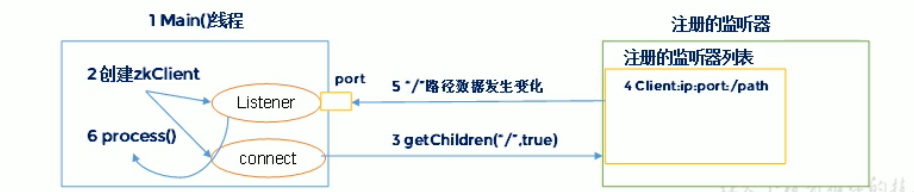 1 Main()线程
注册的监听器
注册的监听器列表
2 创建zkClient
port
5 "/"路径数据发生变化
4 Client:ip:port:/path
Listener
6 process()
3 getChildren("/",true)
connect